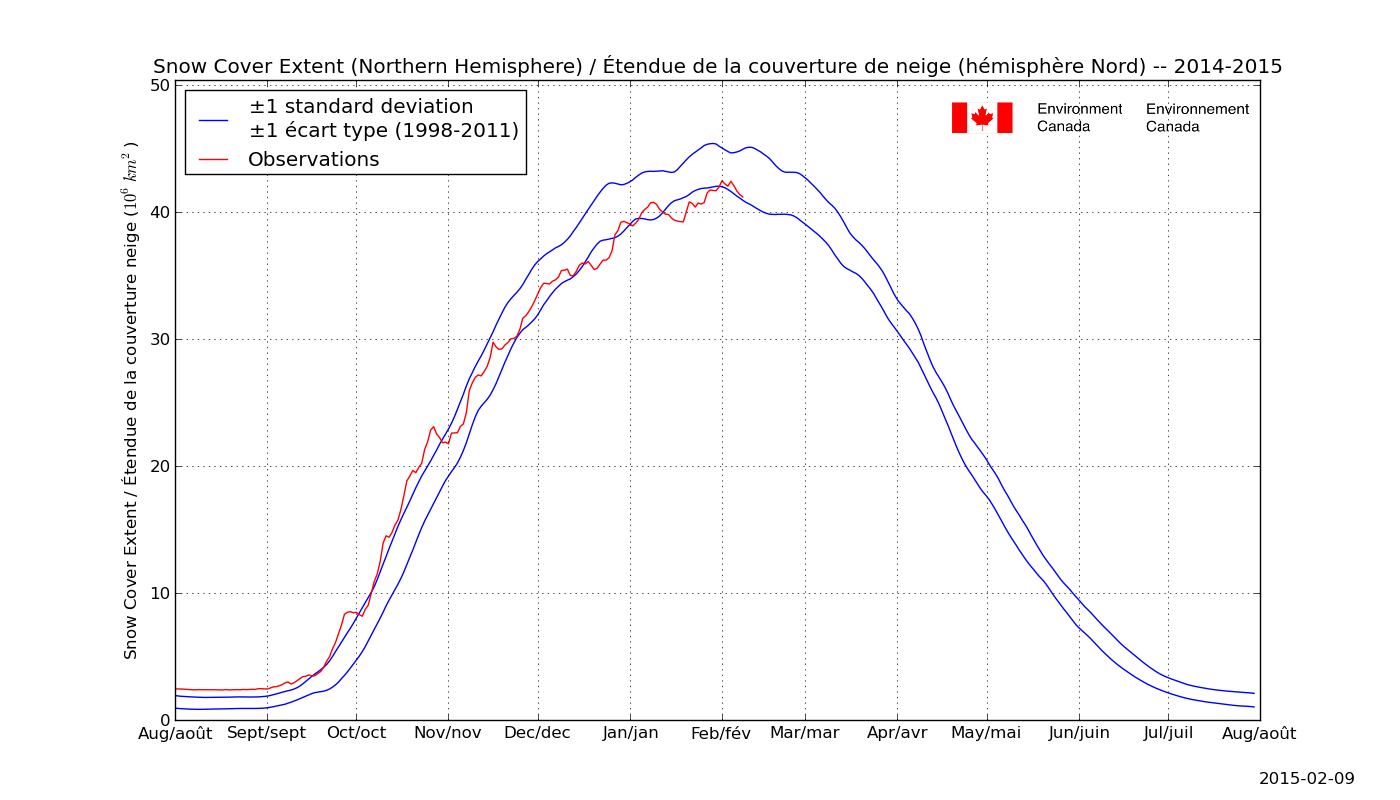 Snow Cover Extent (Northern Hemisphere) / Étendue de la couverture de neige (hémisphère Nord) -- 2014-2015
50
±1 standard deviation
±1 écart type (1998-2011)
Observations
Environment Canada
Environnement Canada
Snow Cover Extent / Étendue de la couverture neige (10⁶ km²)
40
30
20
10
0
Aug/août Sept/sept Oct/oct Nov/nov Dec/dec Jan/jan Feb/fév Mar/mar Apr/avr May/mai Jun/juin Jul/juil Aug/août
2015-02-09